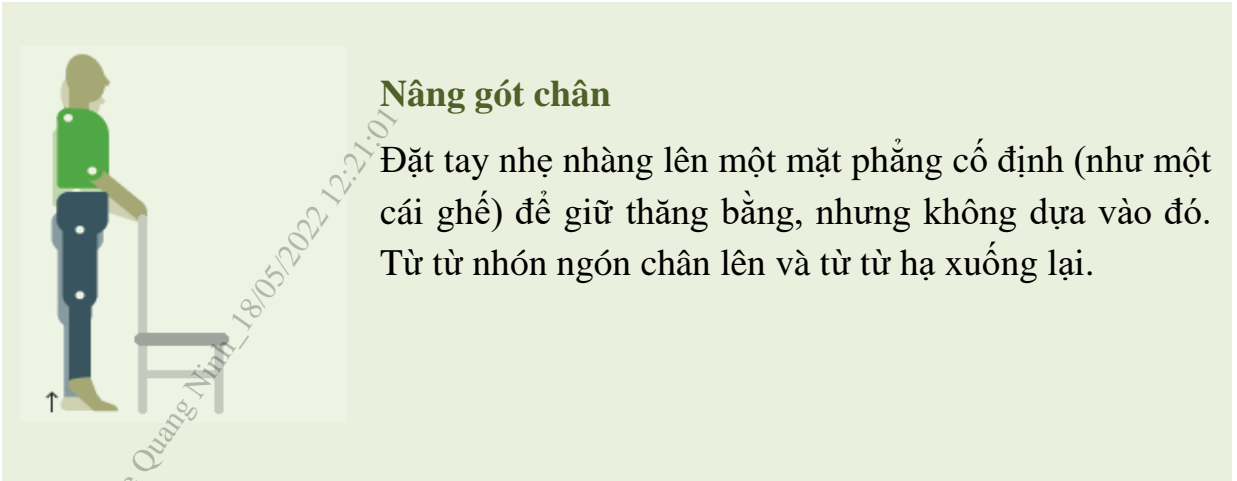 Nâng gót chân
Đặt tay nhẹ nhàng lên một mặt phẳng cố định (như một
cái ghế) để giữ thăng bằng, nhưng không dựa vào đó.
Từ từ nhón ngón chân lên và từ từ hạ xuống lại.
Quang Ninh_18/05/2022 12:21:01